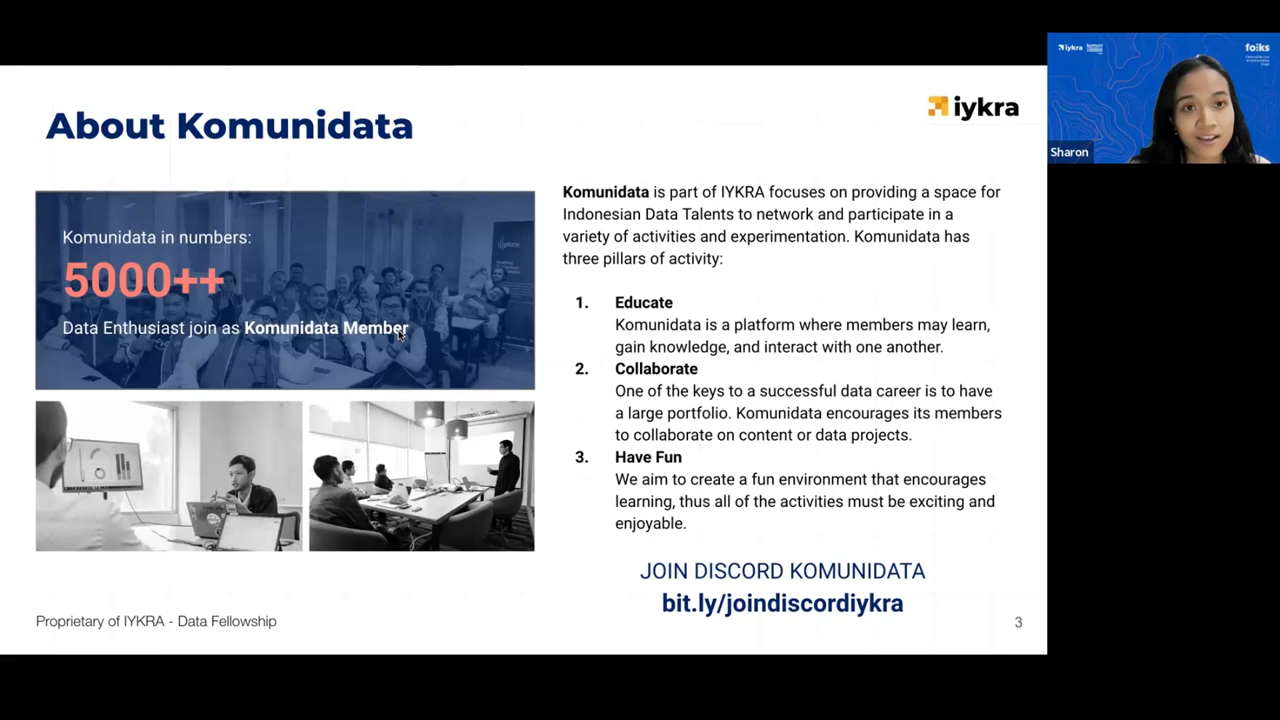 About Komunidata
iykra
Komunidata in numbers:
5000++
Data Enthusiast join as Komunidata Member
Komunidata is part of IYKRA focuses on providing a space for
Indonesian Data Talents to network and participate in a
variety of activities and experimentation. Komunidata has
three pillars of activity:
1. Educate
Komunidata is a platform where members may learn,
gain knowledge, and interact with one another.
2. Collaborate
One of the keys to a successful data career is to have
a large portfolio. Komunidata encourages its members
to collaborate on content or data projects.
3. Have Fun
We aim to create a fun environment that encourages
learning, thus all of the activities must be exciting and
enjoyable.
JOIN DISCORD KOMUNIDATA
bit.ly/joindiscordiykra
Proprietary of IYKRA - Data Fellowship
3
iykra
Sharon